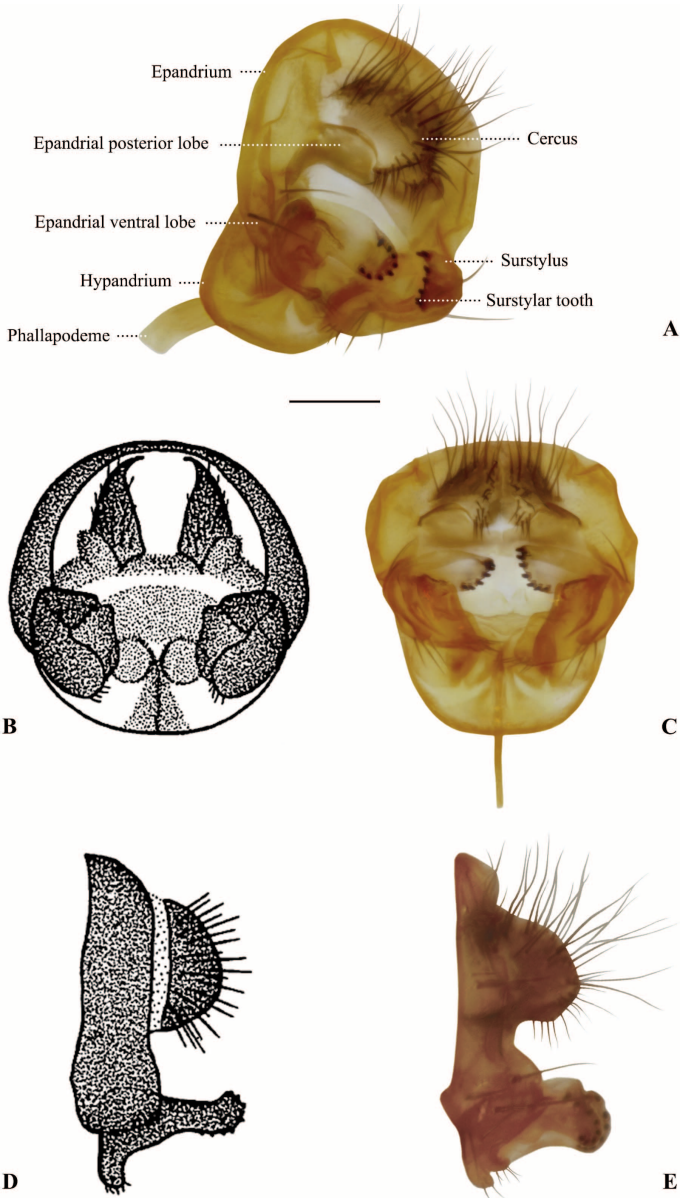 Epandrium
Epandrial posterior lobe
Cercus
Epandrial ventral lobe
Surstylus
Hypandrium
Surstylar tooth
Phallapodeme
A
B
C
D
E